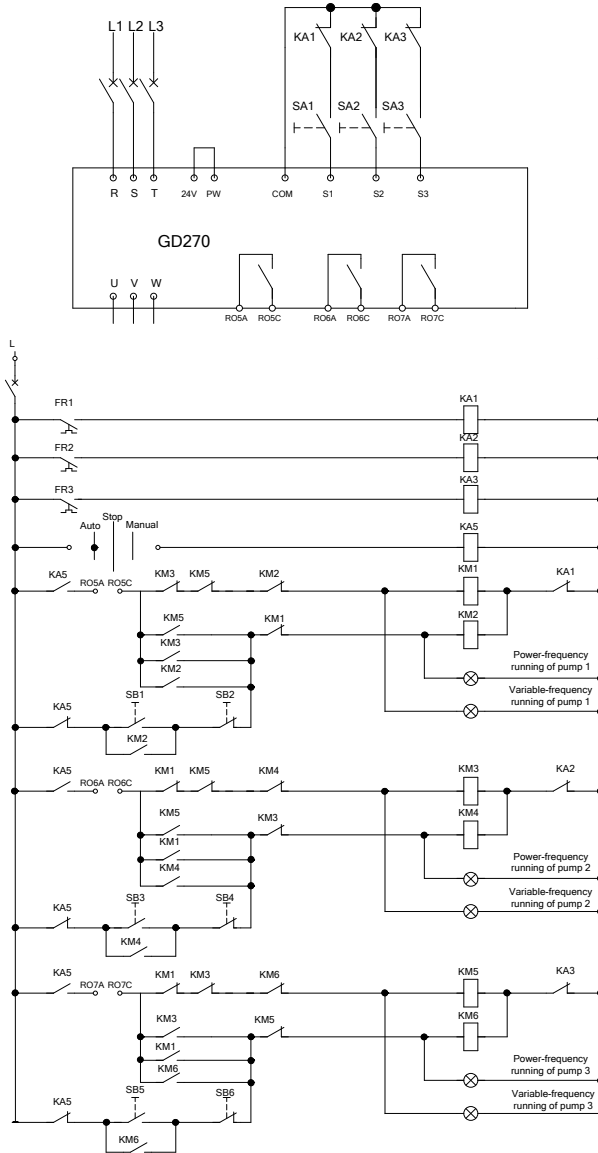 L1 L2 L3
KA1 KA2 KA3
SA1 SA2 SA3
R S T 24V PW COM S1 S2 S3
GD270
U V W
RO5A RO5C RO6A RO6C RO7A RO7C
L
FR1 KA1
FR2 KA2
FR3 KA3
Stop
Auto Manual
KA5
KA5 RO5A RO5C KM3 KM5 KM2 KM1 KA1
KM5 KM1 KM2
KM3
KM2
Power-frequency
running of pump 1
Variable-frequency
running of pump 1
KA5 SB1 SB2
KM2
KA5 RO6A RO6C KM1 KM5 KM4 KM3 KA2
KM5 KM3 KM4
KM1
KM4
Power-frequency
running of pump 2
Variable-frequency
running of pump 2
KA5 SB3 SB4
KM4
KA5 RO7A RO7C KM1 KM3 KM6 KM5 KA3
KM3 KM5 KM6
KM1
KM6
Power-frequency
running of pump 3
Variable-frequency
running of pump 3
KA5 SB5 SB6
KM6